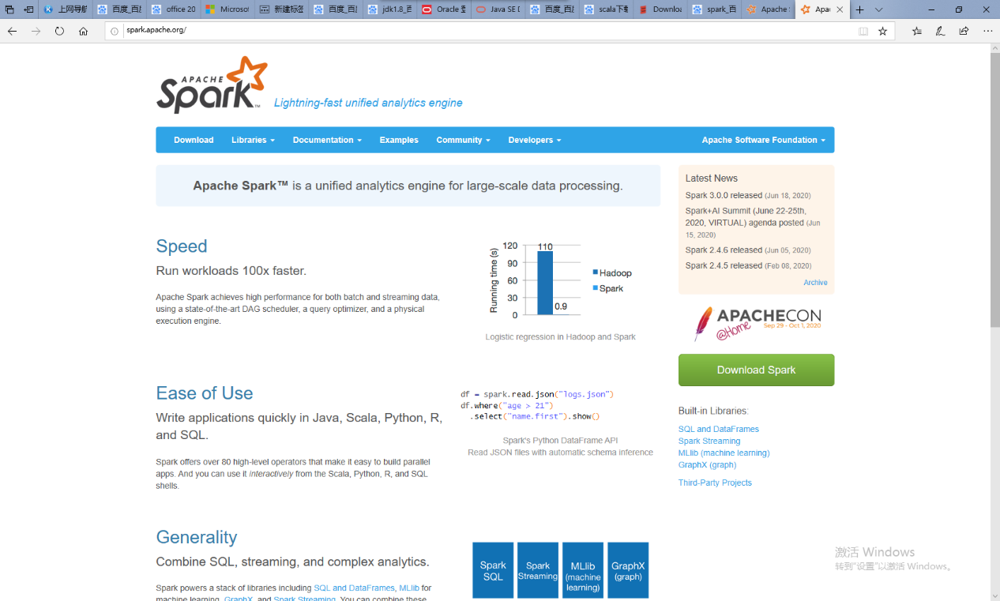 上网导航
百度_百度
office 20
Microsof
新建标签
百度_百度
jdk1.8_百
Oracle
Java SE D
百度_百度
scala下载
Downloa
spark_百
Apache
Apac
spark.apache.org/
APACHE
Spark™
Lightning-fast unified analytics engine
Download Libraries Documentation Examples Community Developers Apache Software Foundation
Apache Spark™ is a unified analytics engine for large-scale data processing.
Speed
Run workloads 100x faster.
Apache Spark achieves high performance for both batch and streaming data,
using a state-of-the-art DAG scheduler, a query optimizer, and a physical
execution engine.
Running time (s)
120
90
60
30
0
110
0.9
Hadoop
Spark
Logistic regression in Hadoop and Spark
Ease of Use
Write applications quickly in Java, Scala, Python, R,
and SQL.
Spark offers over 80 high-level operators that make it easy to build parallel
apps. And you can use it interactively from the Scala, Python, R, and SQL
shells.
df = spark.read.json("logs.json")
df.where("age > 21")
.select("name.first").show()
Spark's Python DataFrame API
Read JSON files with automatic schema inference
Generality
Combine SQL, streaming, and complex analytics.
Spark powers a stack of libraries including SQL and DataFrames, MLlib for
machine learning, GraphX, and Spark Streaming. You can combine these
Spark
SQL
Spark
Streaming
MLlib
(machine
learning)
GraphX
(graph)
Latest News
Spark 3.0.0 released (Jun 18, 2020)
Spark+AI Summit (June 22-25th,
2020, VIRTUAL) agenda posted (Jun
15, 2020)
Spark 2.4.6 released (Jun 05, 2020)
Spark 2.4.5 released (Feb 08, 2020)
Archive
APACHECON
@Home
Sep 29 - Oct 1, 2020
Download Spark
Built-in Libraries:
SQL and DataFrames
Spark Streaming
MLlib (machine learning)
GraphX (graph)
Third-Party Projects
激活 Windows
转到"设置"以激活 Windows。